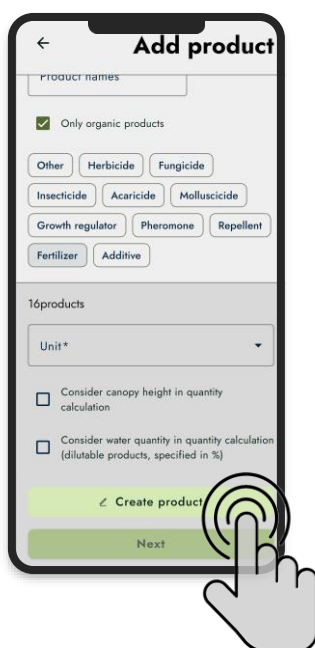 Add product
Product names
Only organic products
Other Herbicide Fungicide
Insecticide Acaricide Molluscicide
Growth regulator Pheromone Repellent
Fertilizer Additive
16products
Unit*
Consider canopy height in quantity
calculation
Consider water quantity in quantity calculation
(dilutable products, specified in %)
Create product
Next